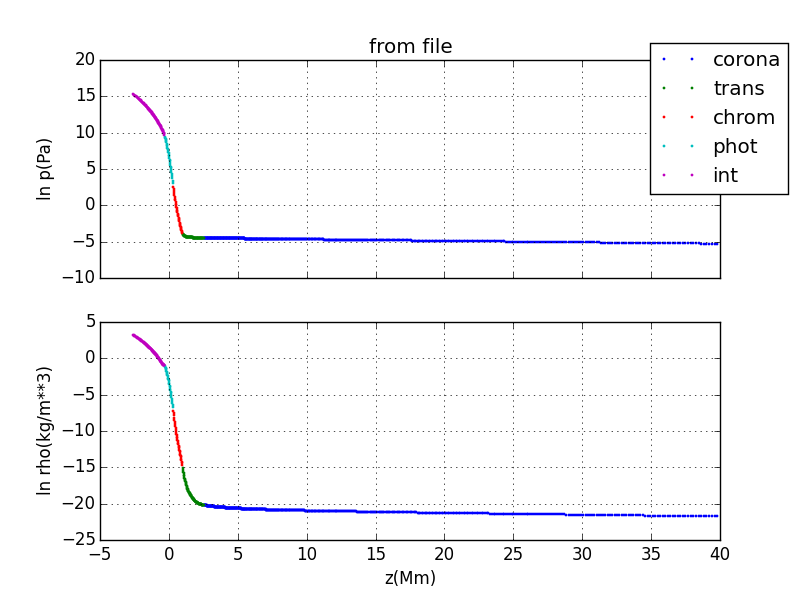 from file
20
15
10
5
0
−5
−10
ln p(Pa)
corona
trans
chrom
phot
int
5
0
−5
−10
−15
−20
−25
ln rho(kg/m**3)
−5 0 5 10 15 20 25 30 35 40
z(Mm)